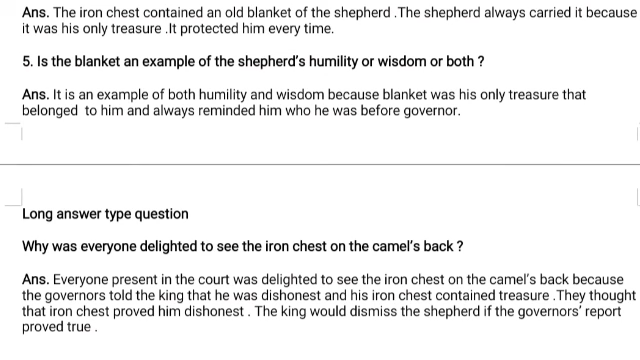 Ans. The iron chest contained an old blanket of the shepherd .The shepherd always carried it because
it was his only treasure .It protected him every time.
5. Is the blanket an example of the shepherd's humility or wisdom or both ?
Ans. It is an example of both humility and wisdom because blanket was his only treasure that
belonged to him and always reminded him who he was before governor.
Long answer type question
Why was everyone delighted to see the iron chest on the camel's back ?
Ans. Everyone present in the court was delighted to see the iron chest on the camel's back because
the governors told the king that he was dishonest and his iron chest contained treasure .They thought
that iron chest proved him dishonest . The king would dismiss the shepherd if the governors' report
proved true .